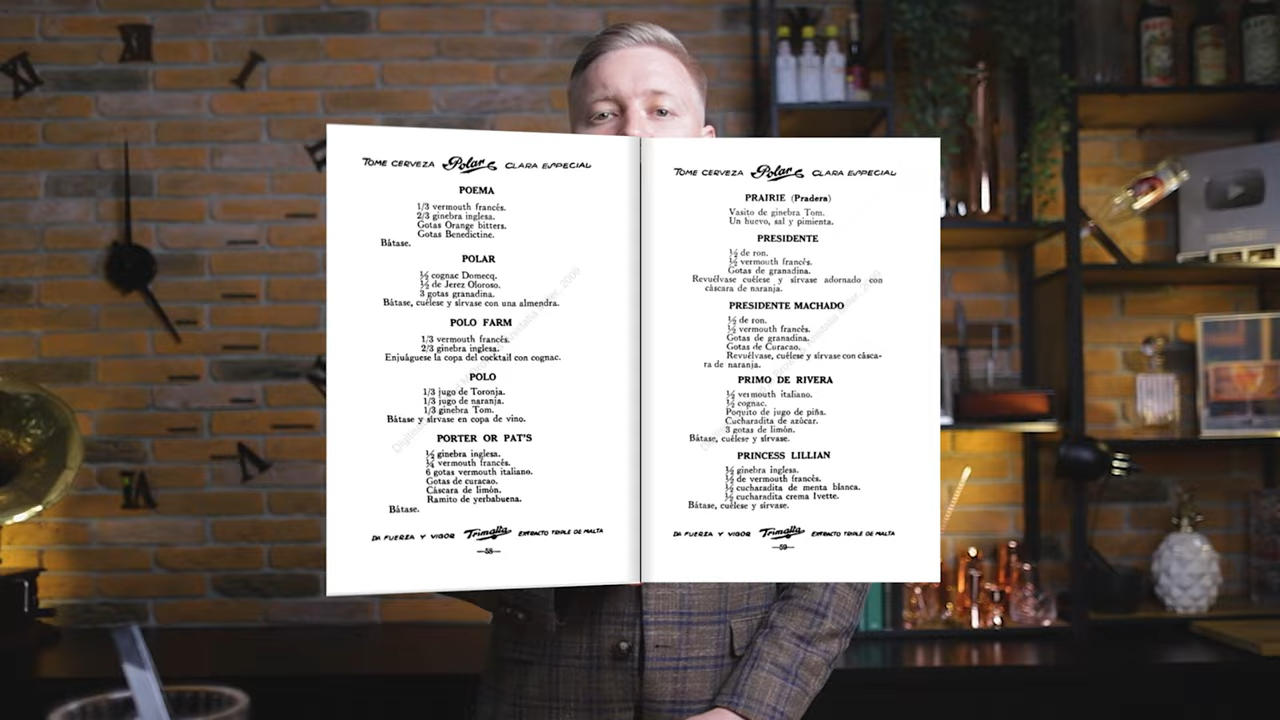 TOME CERVEZA Polar CLARA ESPECIAL
POEMA
1/3 vermouth francés.
2/3 ginebra inglesa.
Gotas Orange bitters.
Gotas Benedictine.
Bátase.
POLAR
½ cognac Domecq.
½ de Jerez Oloroso.
3 gotas granadina.
Bátase, cuélese y sírvase con una almendra.
POLO FARM
1/3 vermouth francés.
2/3 ginebra inglesa.
Enjuáguese la copa del cocktail con cognac.
POLO
1/3 jugo de Toronja.
1/3 jugo de naranja.
1/3 ginebra Tom.
Bátase y sírvase en copa de vino.
PORTER OR PAT'S
½ ginebra inglesa.
¼ vermouth francés.
6 gotas vermouth italiano.
Gotas de curacao.
Cáscara de limón.
Ramito de yerbabuena.
Bátase.
DA FUERZA Y VIGOR Trimalta EXTRACTO TRIPLE DE MALTA
—58—
TOME CERVEZA Polar CLARA ESPECIAL
PRAIRIE (Pradera)
Vasito de ginebra Tom.
Un huevo, sal y pimienta.
PRESIDENTE
½ de ron.
½ vermouth francés.
Gotas de granadina.
Revuélvase cuélese y sírvase adornado con
cáscara de naranja.
PRESIDENTE MACHADO
½ de ron.
½ vermouth francés.
Gotas de granadina.
Gotas de Curacao.
Revuélvase, cuélese y sírvase con cásca-
ra de naranja.
PRIMO DE RIVERA
½ vermouth italiano.
½ cognac.
Poquito de jugo de piña.
Cucharadita de azúcar.
3 gotas de limón.
Bátase, cuélese y sírvase.
PRINCESS LILLIAN
½ ginebra inglesa.
½ de vermouth francés.
½ cucharadita de menta blanca.
½ cucharadita crema Ivette.
Bátase, cuélese y sírvase.
DA FUERZA Y VIGOR Trimalta EXTRACTO TRIPLE DE MALTA
—59—